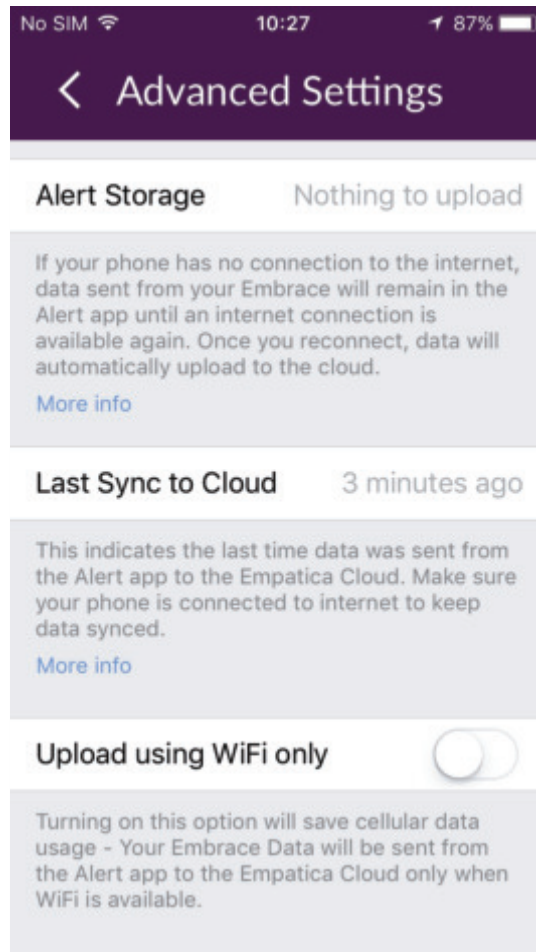 No SIM 10:27 87%
Advanced Settings
Alert Storage Nothing to upload
If your phone has no connection to the internet,
data sent from your Embrace will remain in the
Alert app until an internet connection is
available again. Once you reconnect, data will
automatically upload to the cloud.
More info
Last Sync to Cloud 3 minutes ago
This indicates the last time data was sent from
the Alert app to the Empatica Cloud. Make sure
your phone is connected to internet to keep
data synced.
More info
Upload using WiFi only
Turning on this option will save cellular data
usage - Your Embrace Data will be sent from
the Alert app to the Empatica Cloud only when
WiFi is available.